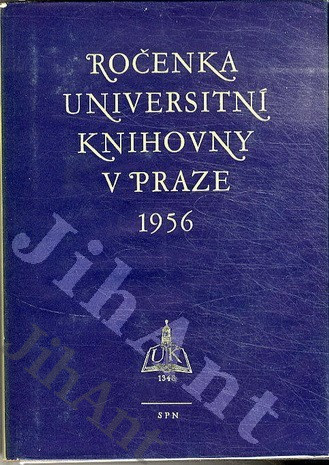 ROČENKA
UNIVERSITNÍ
KNIHOVNY
V PRAZE
1956
UK
1348
SPN
JihAnt
JihAnt